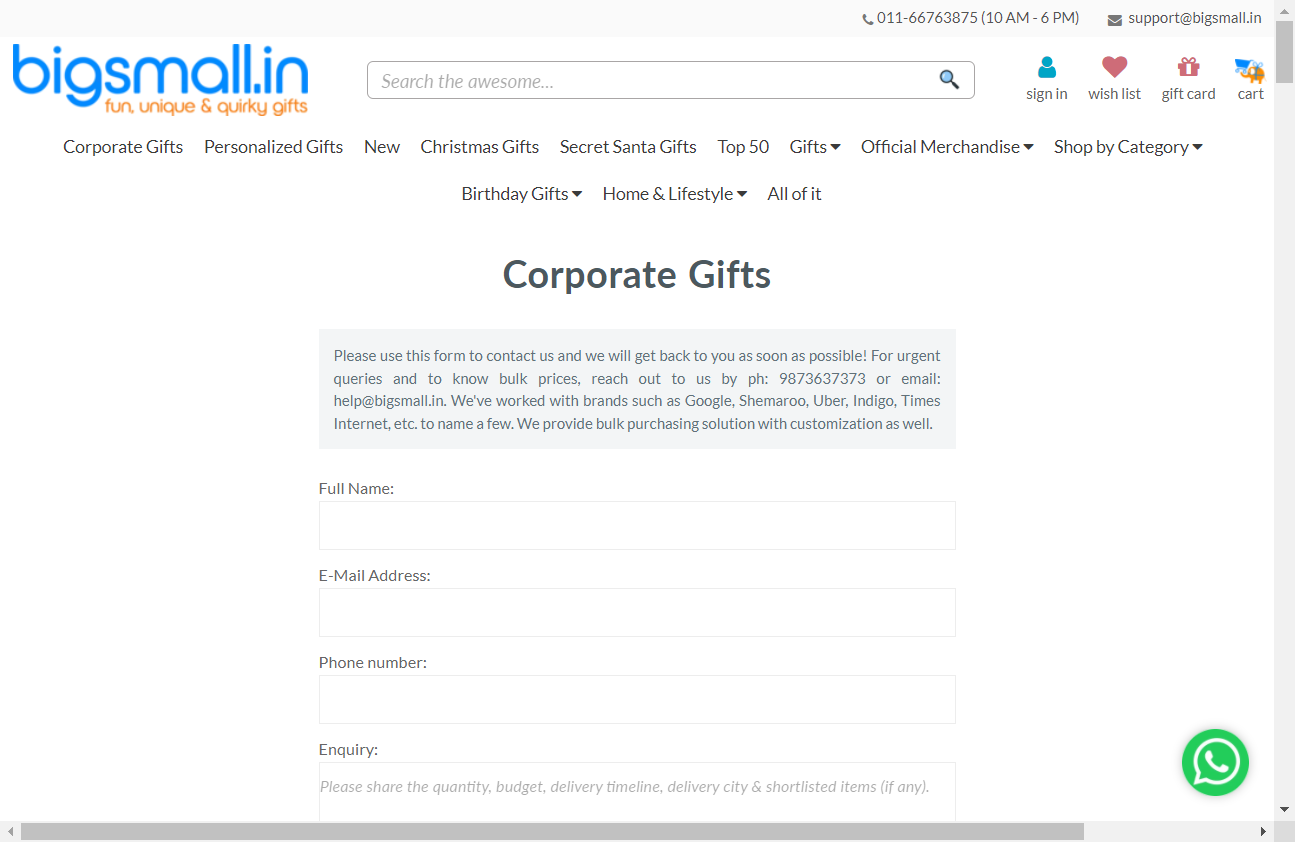 011-66763875 (10 AM - 6 PM) support@bigsmall.in
bigsmall.in
fun, unique & quirky gifts
Search the awesome...
sign in wish list gift card cart
Corporate Gifts Personalized Gifts New Christmas Gifts Secret Santa Gifts Top 50 Gifts Official Merchandise Shop by Category
Birthday Gifts Home & Lifestyle All of it
Corporate Gifts
Please use this form to contact us and we will get back to you as soon as possible! For urgent
queries and to know bulk prices, reach out to us by ph: 9873637373 or email:
help@bigsmall.in. We've worked with brands such as Google, Shemaroo, Uber, Indigo, Times
Internet, etc. to name a few. We provide bulk purchasing solution with customization as well.
Full Name:
E-Mail Address:
Phone number:
Enquiry:
Please share the quantity, budget, delivery timeline, delivery city & shortlisted items (if any).